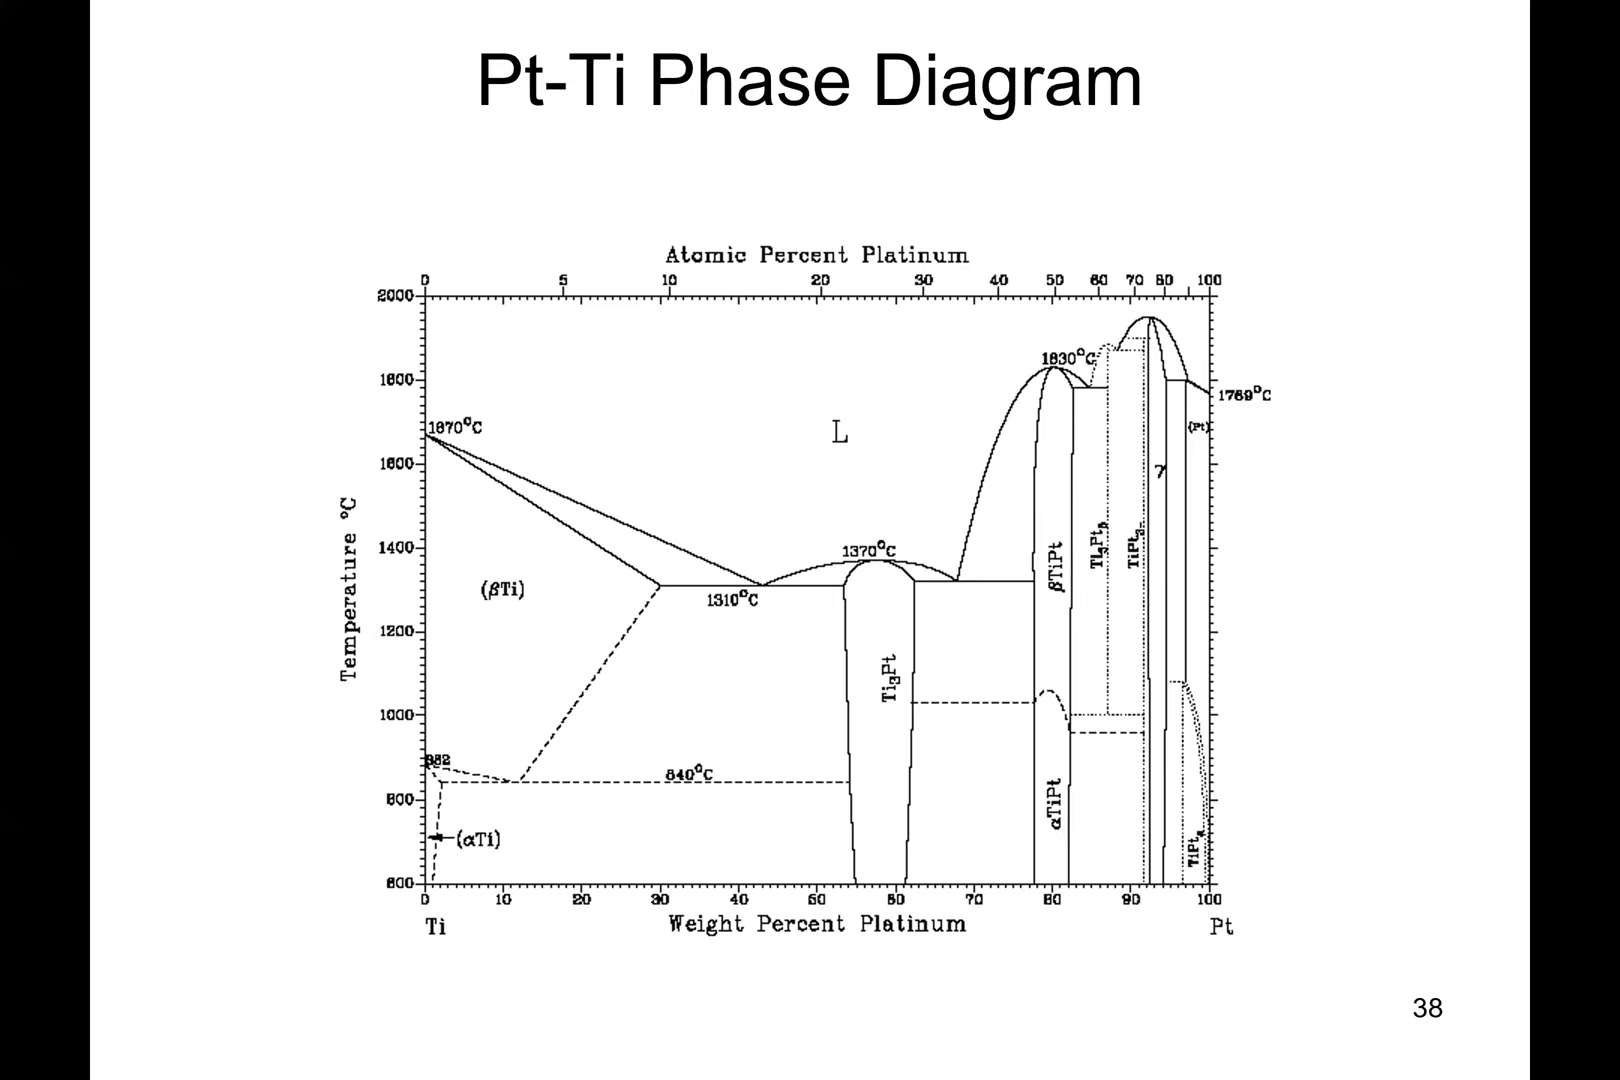 Pt-Ti Phase Diagram
Atomic Percent Platinum
0 5 10 20 30 40 50 60 70 80 100
2000
1800
1600
1400
1200
1000
800
600
Temperature °C
1670°C
L
1830°C
1769°C
(Pt)
γ
1370°C
1310°C
(βTi)
βTiPt
Ti3Pt5
TiPt3-
Ti3Pt
882
840°C
(αTi)
αTiPt
0 10 20 30 40 50 60 70 80 90 100
Ti Weight Percent Platinum Pt
38